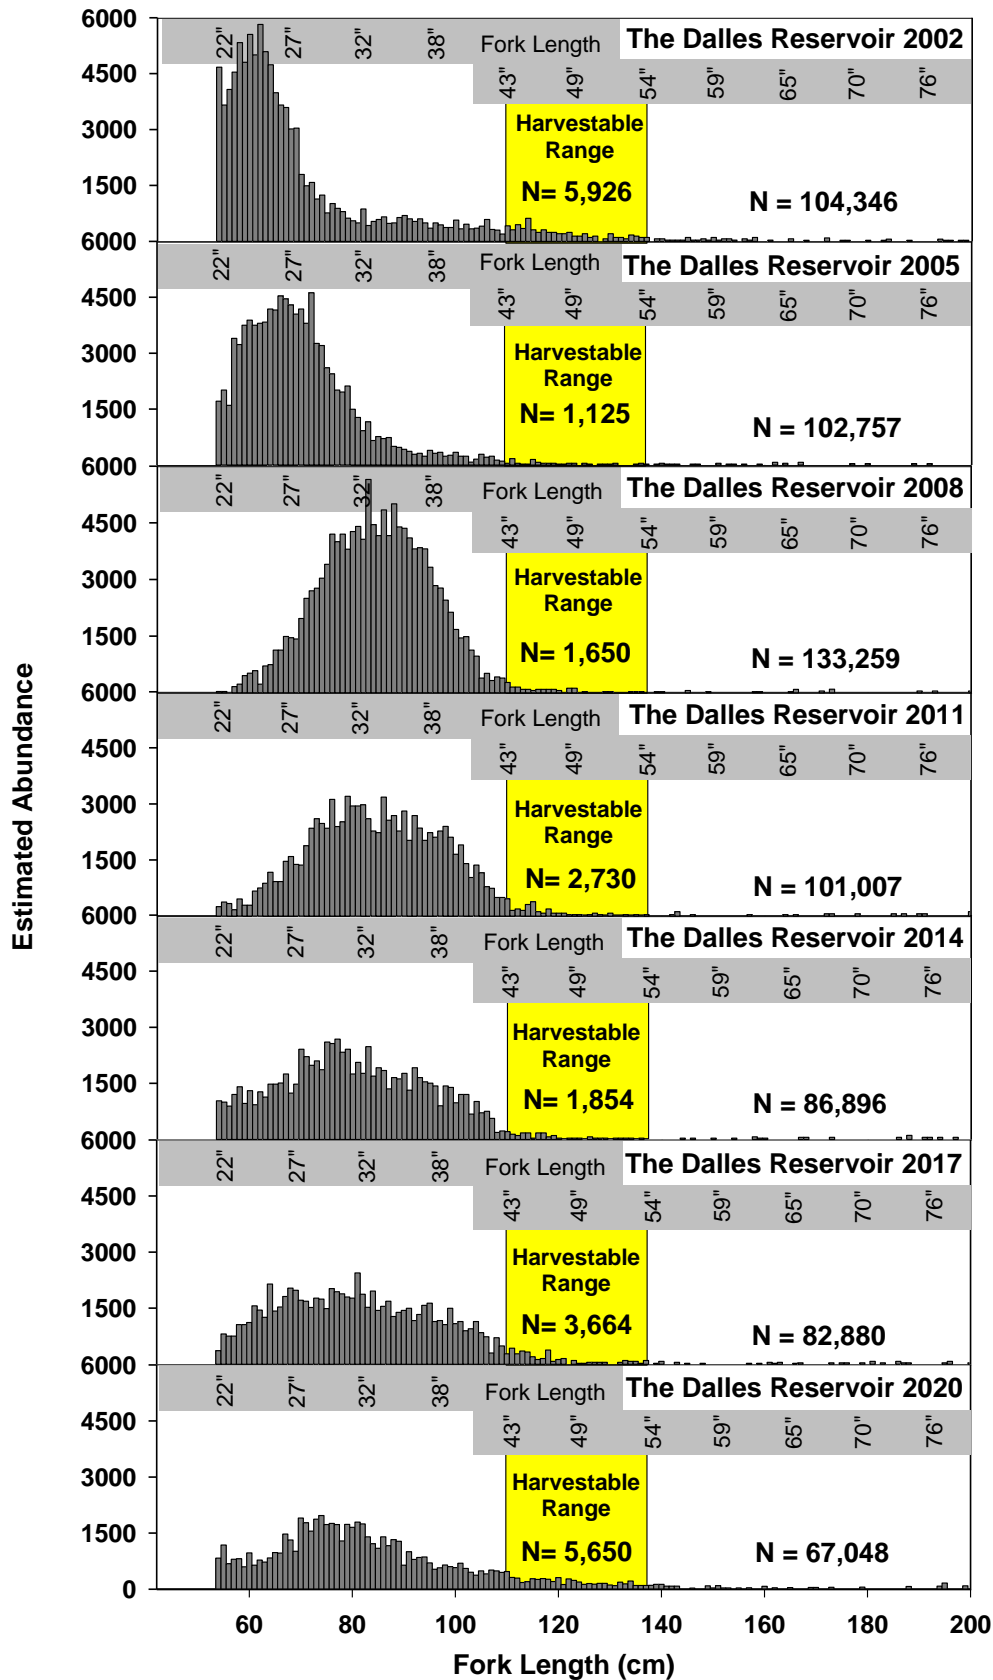 6000
22" 27" 32" 38" Fork Length The Dalles Reservoir 2002
4500
43" 49" 54" 59" 65" 70" 76"
3000
Harvestable
Range
1500
N= 5,926 N = 104,346
6000
22" 27" 32" 38" Fork Length The Dalles Reservoir 2005
4500
43" 49" 54" 59" 65" 70" 76"
3000
Harvestable
Range
1500
N= 1,125 N = 102,757
6000
22" 27" 32" 38" Fork Length The Dalles Reservoir 2008
4500
43" 49" 54" 59" 65" 70" 76"
3000
Harvestable
Range
1500
N= 1,650 N = 133,259
6000
22" 27" 32" 38" Fork Length The Dalles Reservoir 2011
4500
43" 49" 54" 59" 65" 70" 76"
3000
Harvestable
Range
1500
N= 2,730 N = 101,007
6000
22" 27" 32" 38" Fork Length The Dalles Reservoir 2014
4500
43" 49" 54" 59" 65" 70" 76"
3000
Harvestable
Range
1500
N= 1,854 N = 86,896
6000
22" 27" 32" 38" Fork Length The Dalles Reservoir 2017
4500
43" 49" 54" 59" 65" 70" 76"
3000
Harvestable
Range
1500
N= 3,664 N = 82,880
6000
22" 27" 32" 38" Fork Length The Dalles Reservoir 2020
4500
43" 49" 54" 59" 65" 70" 76"
3000
Harvestable
Range
1500
N= 5,650 N = 67,048
0
60 80 100 120 140 160 180 200
Fork Length (cm)
Estimated Abundance